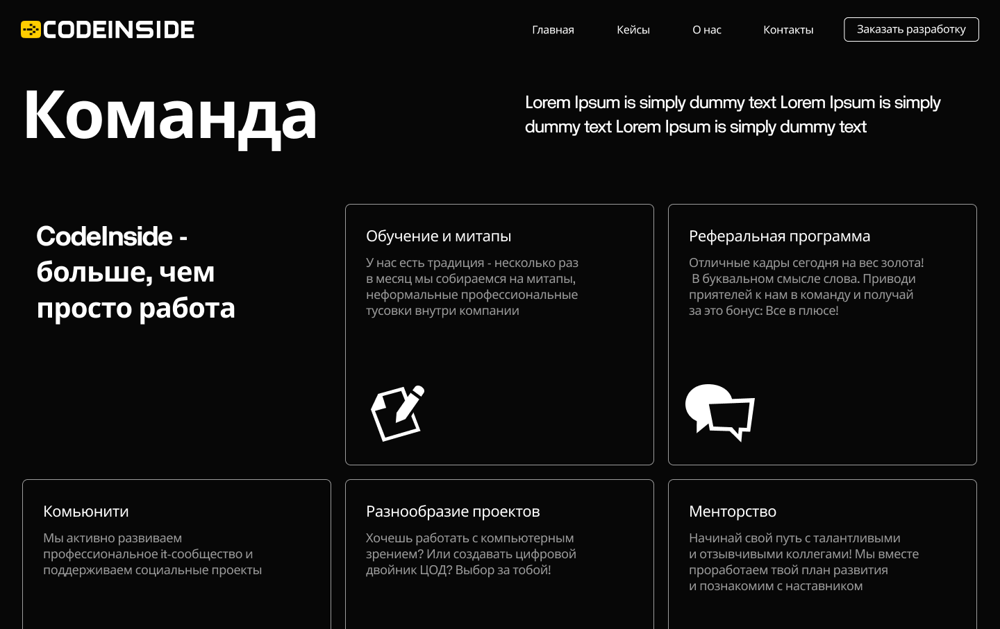 CODEINSIDE
Главная
Кейсы
О нас
Контакты
Заказать разработку
Команда
Lorem Ipsum is simply dummy text Lorem Ipsum is simply
dummy text Lorem Ipsum is simply dummy text
CodeInside -
больше, чем
просто работа
Обучение и митапы
У нас есть традиция - несколько раз
в месяц мы собираемся на митапы,
неформальные профессиональные
тусовки внутри компании
Реферальная программа
Отличные кадры сегодня на вес золота!
В буквальном смысле слова. Приводи
приятелей к нам в команду и получай
за это бонус: Все в плюсе!
Комьюнити
Мы активно развиваем
профессиональное it-сообщество и
поддерживаем социальные проекты
Разнообразие проектов
Хочешь работать с компьютерным
зрением? Или создавать цифровой
двойник ЦОД? Выбор за тобой!
Менторство
Начинай свой путь с талантливыми
и отзывчивыми коллегами! Мы вместе
проработаем твой план развития
и познакомим с наставником